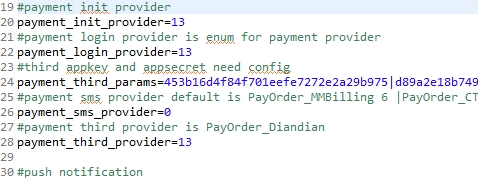 19 #payment init provider
20 payment_init_provider=13
21 #payment login provider is enum for payment provider
22 payment_login_provider=13
23 #third appkey and appsecret need config
24 payment_third_params=453b16d4f84f701eefe7272e2a29b975|d89a2e18b749
25 #payment sms provider default is PayOrder_MMBilling 6 |PayOrder_CT
26 payment_sms_provider=0
27 #payment third provider is PayOrder_Diandian
28 payment_third_provider=13
29
30 #push notification